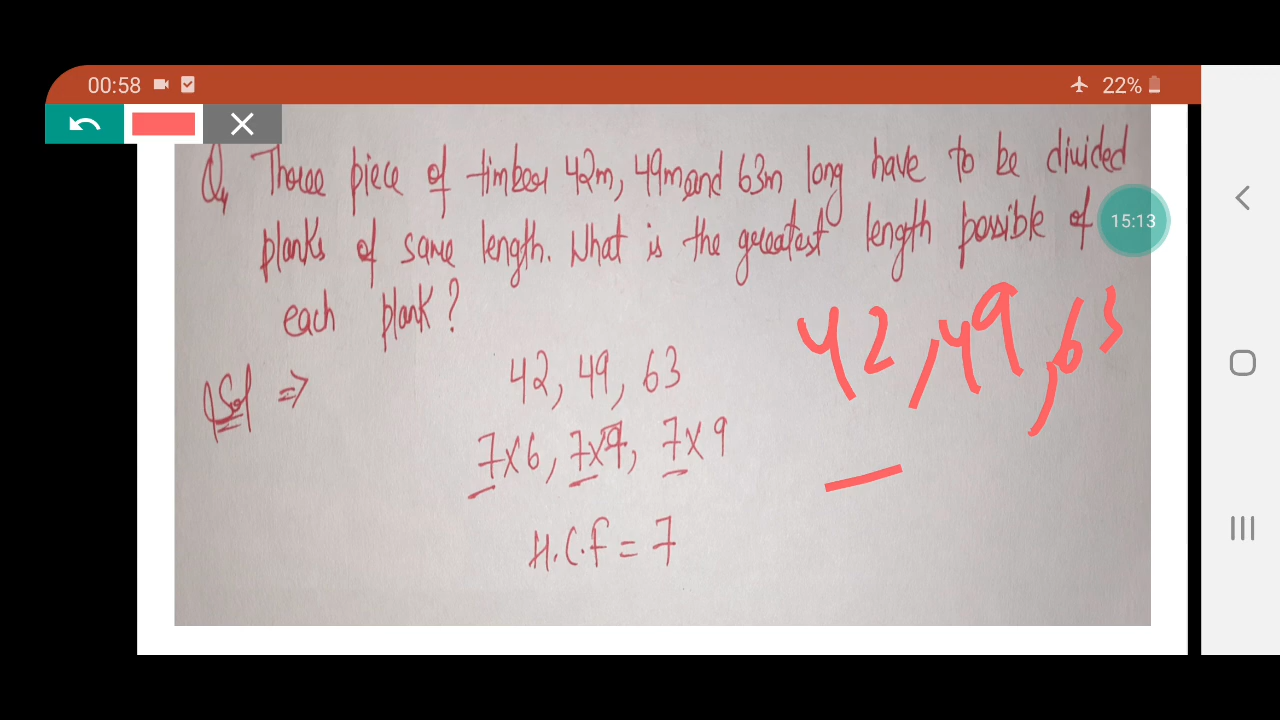 00:58
22%
Q, Three piece of timber 42m, 49m and 63m long have to be divided
planks of same length. What is the greatest length possible of
15:13
each plank?
42, 49, 63
Sol ⇒
42, 49, 63
7×6, 7×7, 7×9
H.C.f = 7